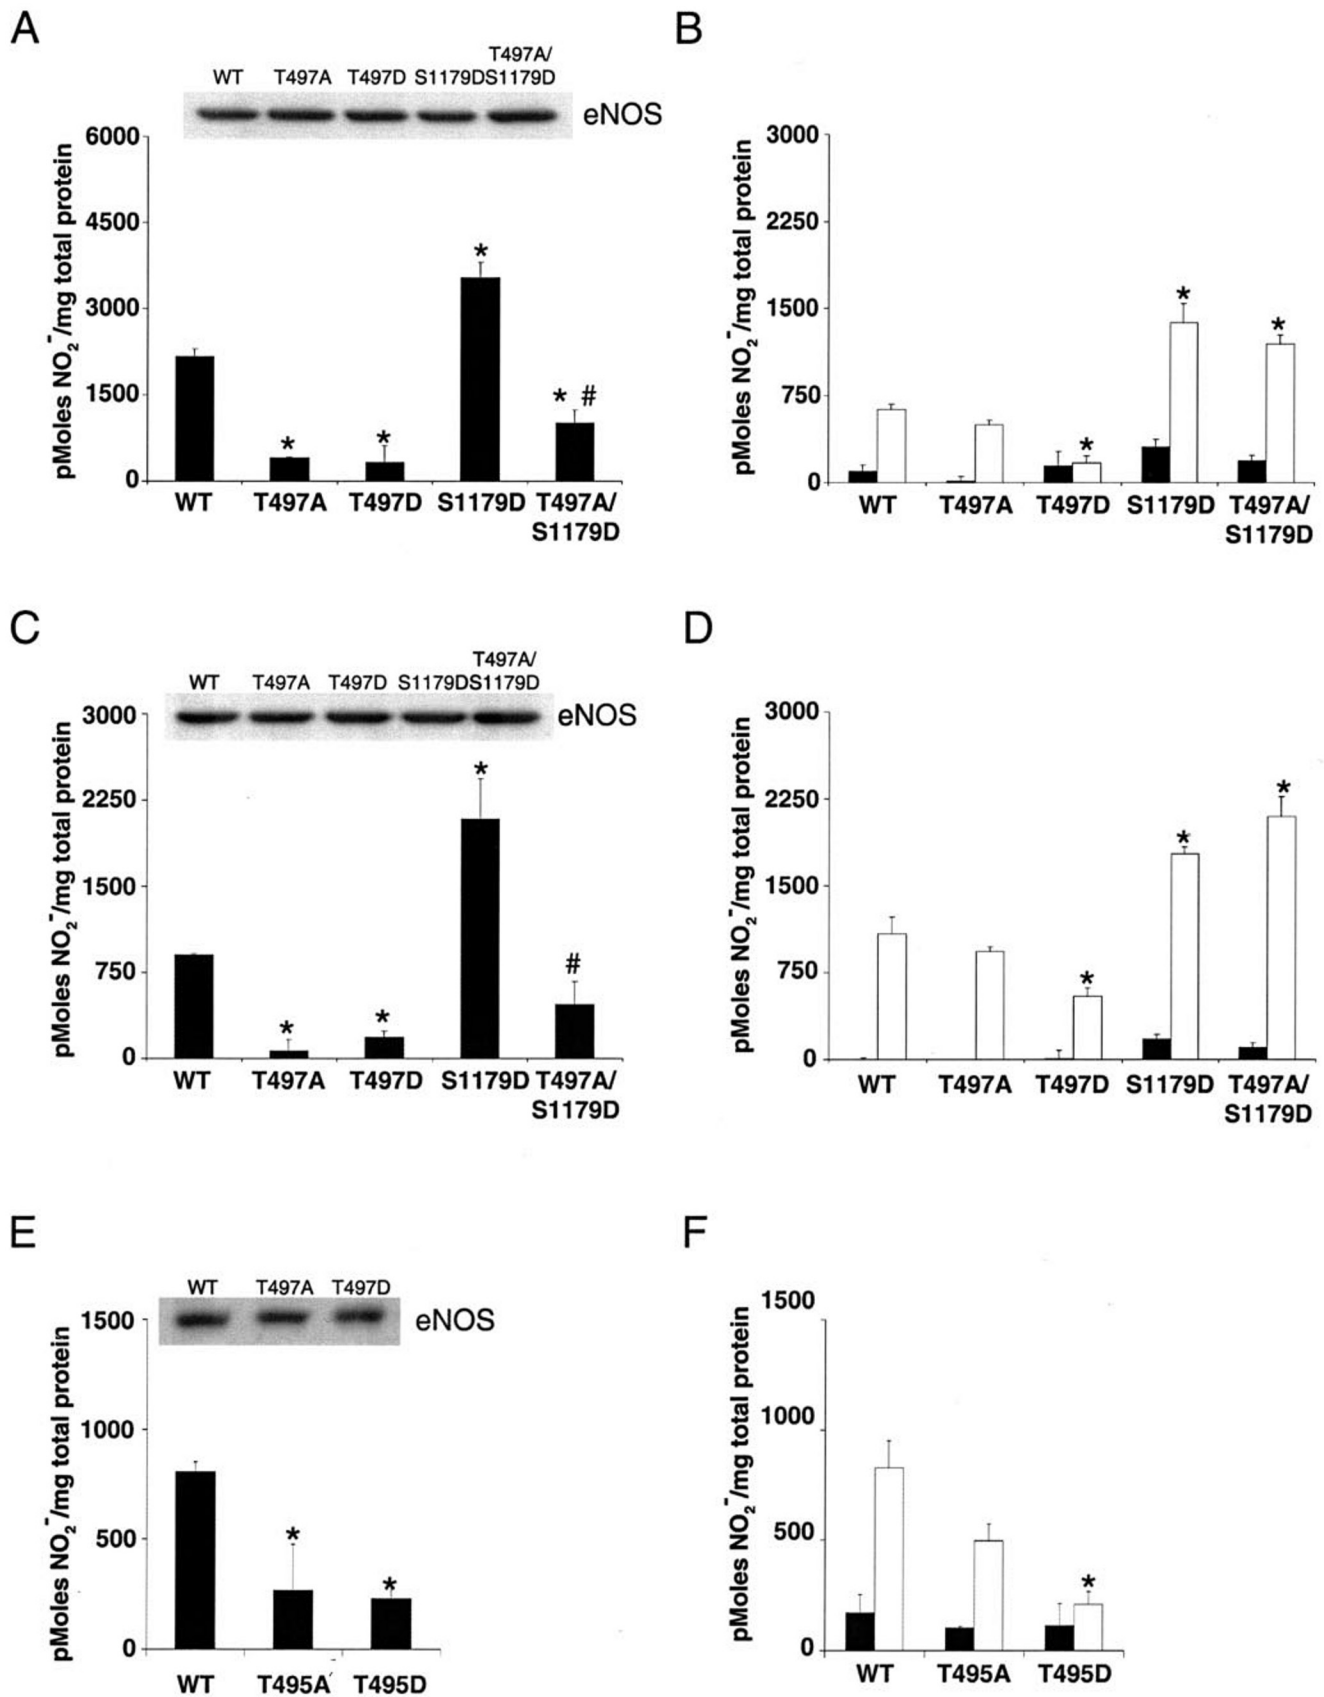 A
WT T497A T497D S1179D T497A/
S1179D
eNOS
pMoles NO2-/mg total protein
6000
4500
3000
1500
0
*
*
*
* #
WT T497A T497D S1179D T497A/
S1179D
B
pMoles NO2-/mg total protein
3000
2250
1500
750
0
*
*
*
WT T497A T497D S1179D T497A/
S1179D
C
WT T497A T497D S1179D T497A/
S1179D
eNOS
pMoles NO2-/mg total protein
3000
2250
1500
750
0
*
*
*
#
WT T497A T497D S1179D T497A/
S1179D
D
pMoles NO2-/mg total protein
3000
2250
1500
750
0
*
*
*
WT T497A T497D S1179D T497A/
S1179D
E
WT T497A T497D
eNOS
pMoles NO2-/mg total protein
1500
1000
500
0
*
*
WT T495A T495D
F
pMoles NO2-/mg total protein
1500
1000
500
0
*
WT T495A T495D